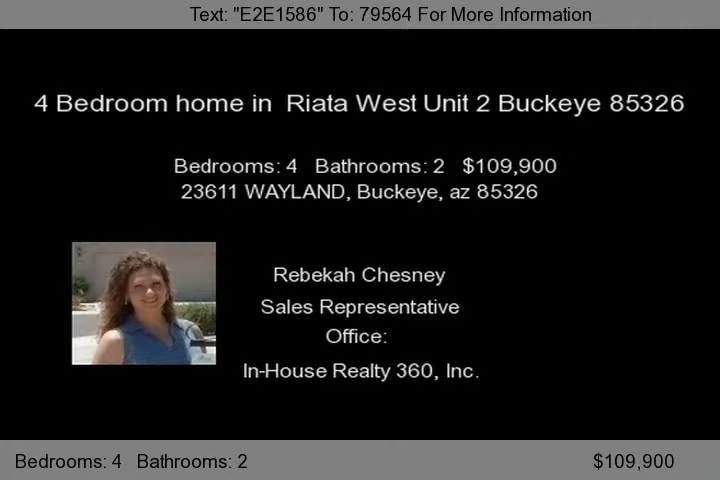 Text: "E2E1586" To: 79564 For More Information
4 Bedroom home in  Riata West Unit 2 Buckeye 85326
Bedrooms: 4   Bathrooms: 2   $109,900
23611 WAYLAND, Buckeye, az 85326
Rebekah Chesney
Sales Representative
Office:
In-House Realty 360, Inc.
Bedrooms: 4   Bathrooms: 2   $109,900